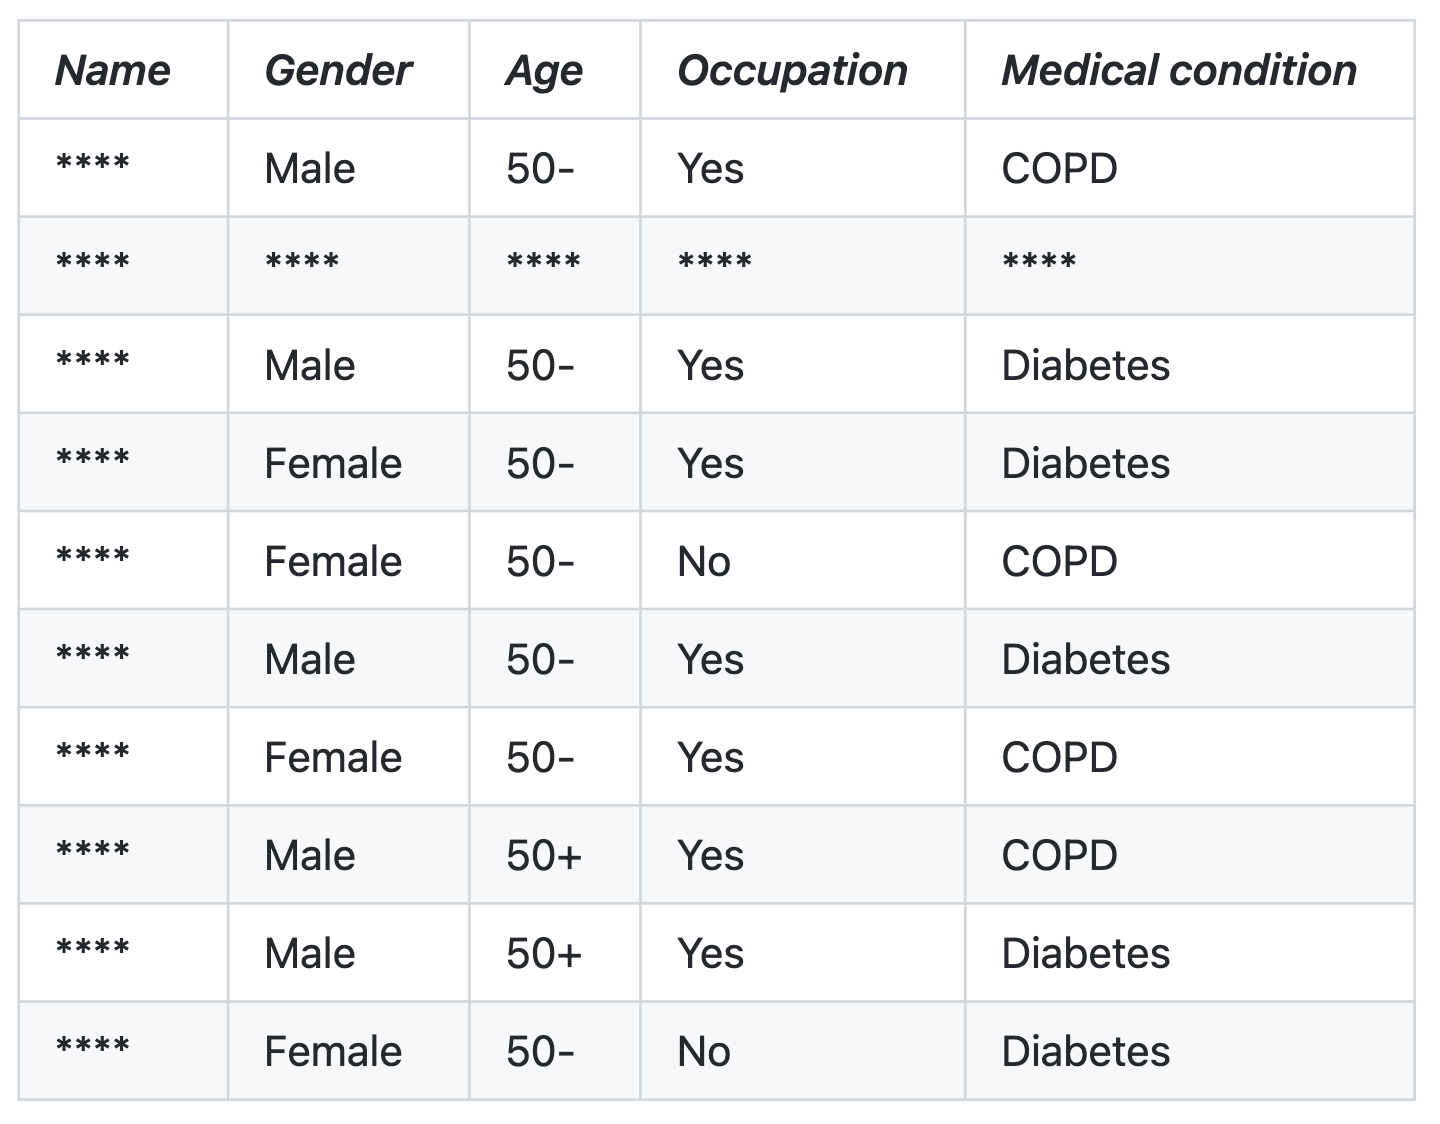 Name Gender Age Occupation Medical condition
**** Male 50- Yes COPD
**** **** **** **** ****
**** Male 50- Yes Diabetes
**** Female 50- Yes Diabetes
**** Female 50- No COPD
**** Male 50- Yes Diabetes
**** Female 50- Yes COPD
**** Male 50+ Yes COPD
**** Male 50+ Yes Diabetes
**** Female 50- No Diabetes